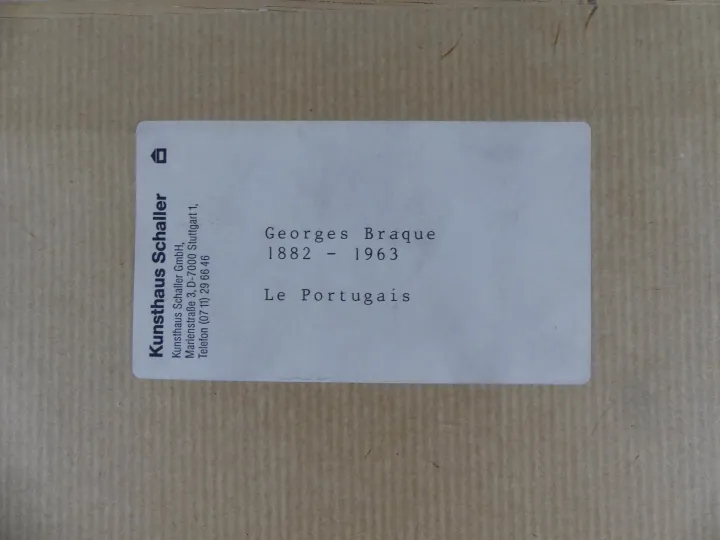 Kunsthaus Schaller
Kunsthaus Schaller GmbH,
Marienstraße 3, D-7000 Stuttgart 1,
Telefon (07 11) 29 66 46
Georges Braque
1882 - 1963
Le Portugais